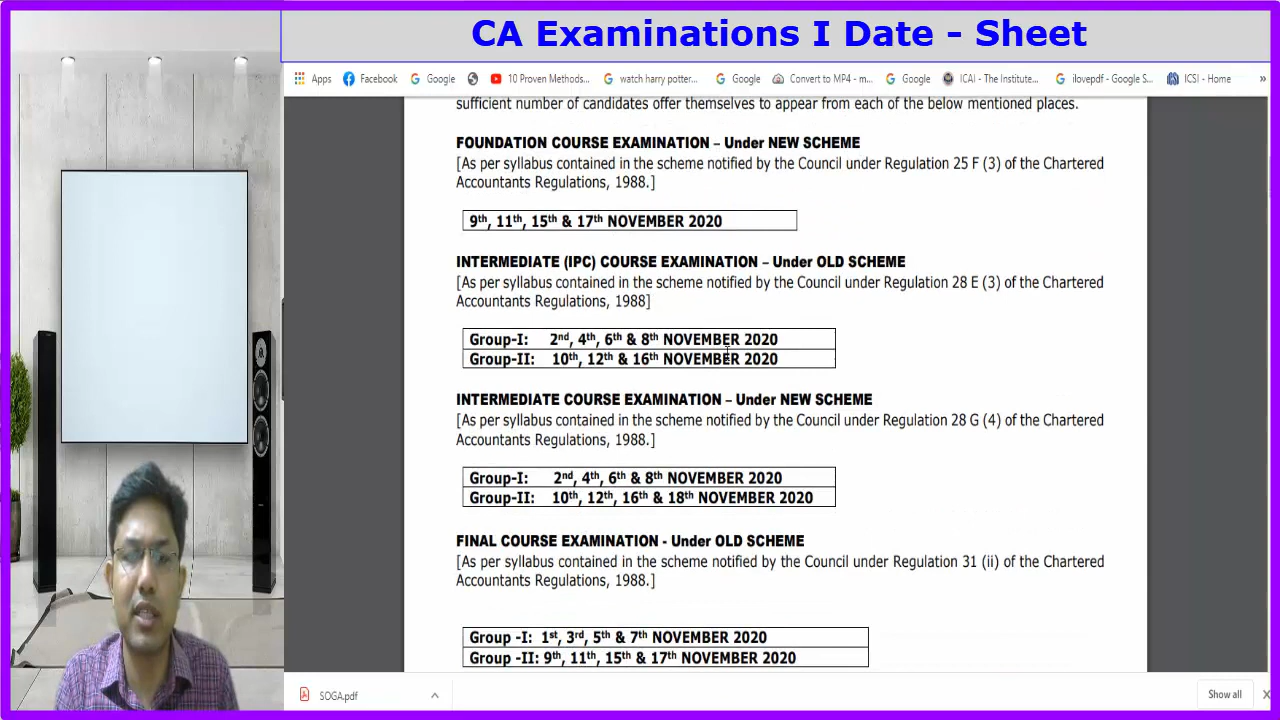 CA Examinations I Date - Sheet
Apps Facebook Google 10 Proven Methods... watch harry potter... Google Convert to MP4 - m... Google ICAI - The Institute... ilovepdf - Google S... ICSI - Home »
sufficient number of candidates offer themselves to appear from each of the below mentioned places.
FOUNDATION COURSE EXAMINATION – Under NEW SCHEME
[As per syllabus contained in the scheme notified by the Council under Regulation 25 F (3) of the Chartered
Accountants Regulations, 1988.]
9th, 11th, 15th & 17th NOVEMBER 2020
INTERMEDIATE (IPC) COURSE EXAMINATION – Under OLD SCHEME
[As per syllabus contained in the scheme notified by the Council under Regulation 28 E (3) of the Chartered
Accountants Regulations, 1988]
Group-I: 2nd, 4th, 6th & 8th NOVEMBER 2020
Group-II: 10th, 12th & 16th NOVEMBER 2020
INTERMEDIATE COURSE EXAMINATION – Under NEW SCHEME
[As per syllabus contained in the scheme notified by the Council under Regulation 28 G (4) of the Chartered
Accountants Regulations, 1988.]
Group-I: 2nd, 4th, 6th & 8th NOVEMBER 2020
Group-II: 10th, 12th, 16th & 18th NOVEMBER 2020
FINAL COURSE EXAMINATION - Under OLD SCHEME
[As per syllabus contained in the scheme notified by the Council under Regulation 31 (ii) of the Chartered
Accountants Regulations, 1988.]
Group -I: 1st, 3rd, 5th & 7th NOVEMBER 2020
Group -II: 9th, 11th, 15th & 17th NOVEMBER 2020
SOGA.pdf
Show all